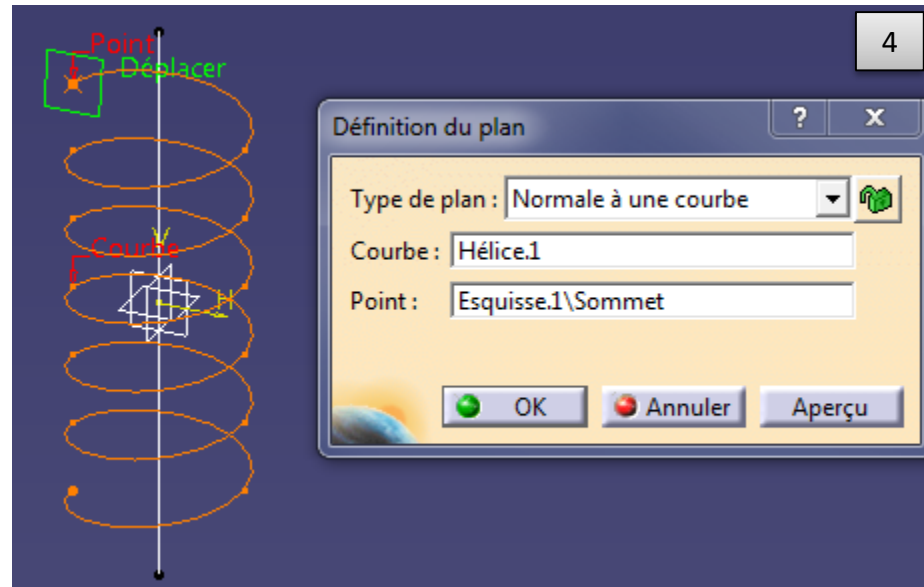 4
Point
Déplacer
Courbe
V
H
Définition du plan
?
x
Type de plan : Normale à une courbe
Courbe : Hélice.1
Point : Esquisse.1\Sommet
OK
Annuler
Aperçu